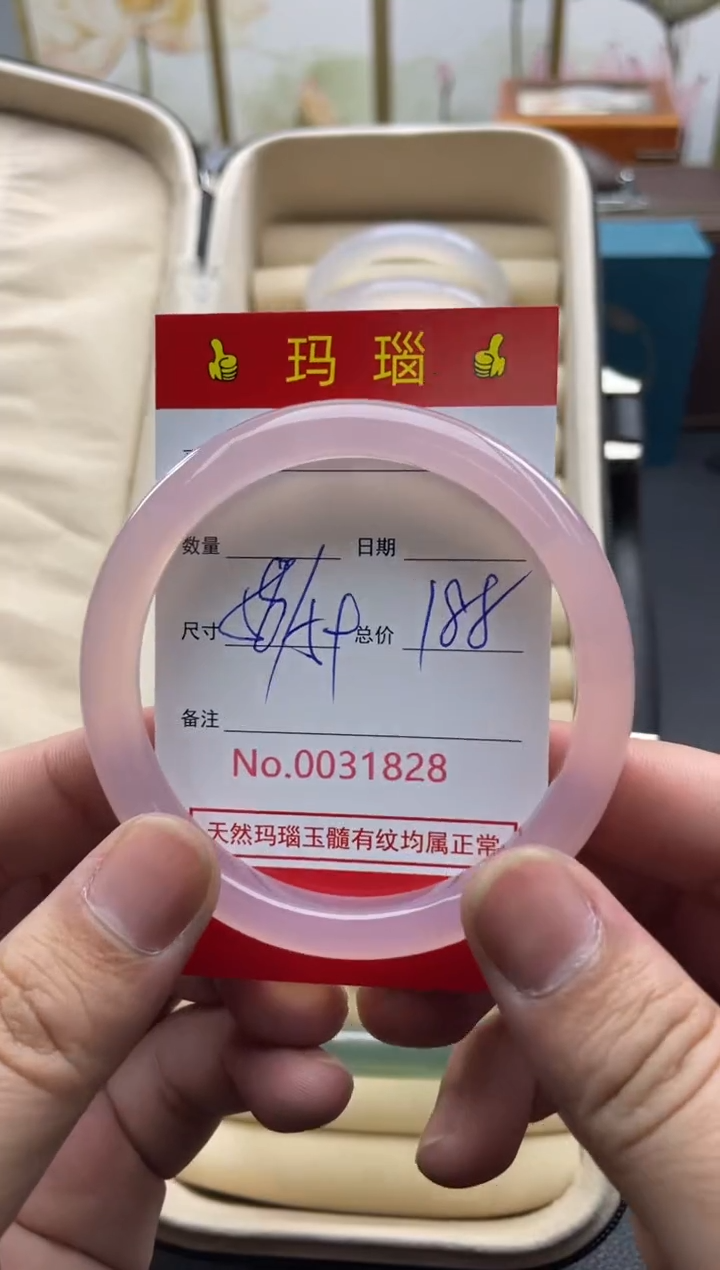 玛瑙
数量 日期
尺寸 总价 188
备注
No.0031828
天然玛瑙玉髓有纹均属正常